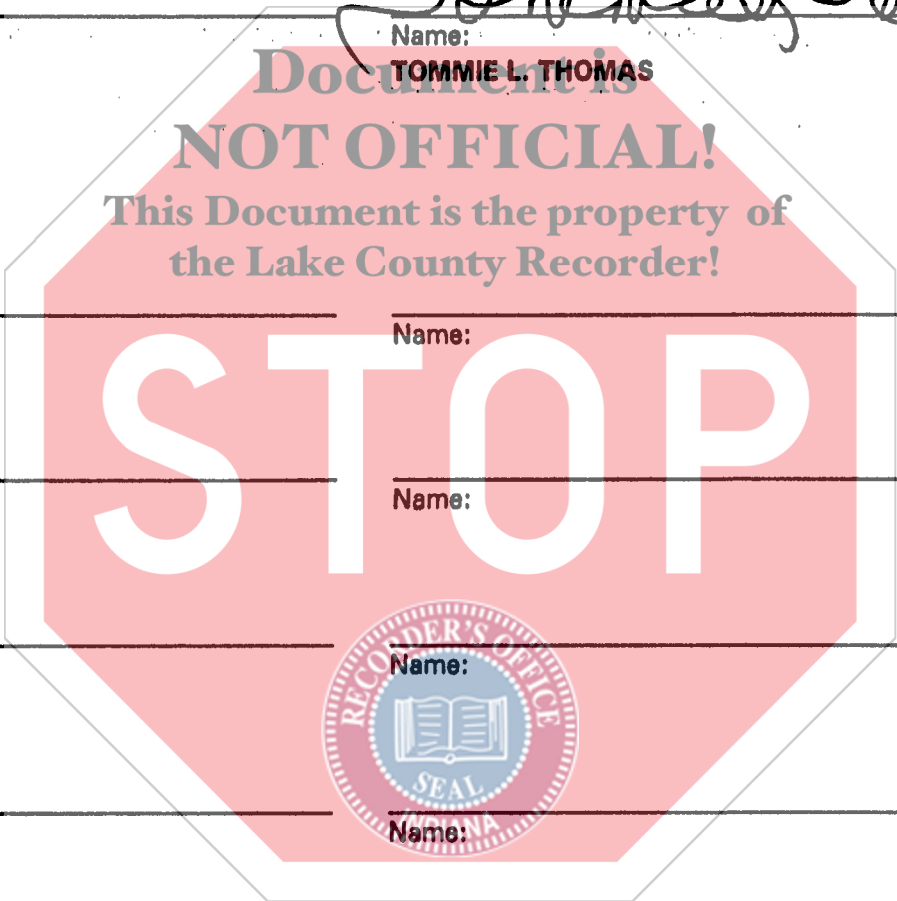 Name:
TOMMIE L. THOMAS
Document is
NOT OFFICIAL!
This Document is the property of
the Lake County Recorder!
Name:
STOP
Name:
Name:
RECORDER'S OFFICE
SEAL
INDIANA
Name: